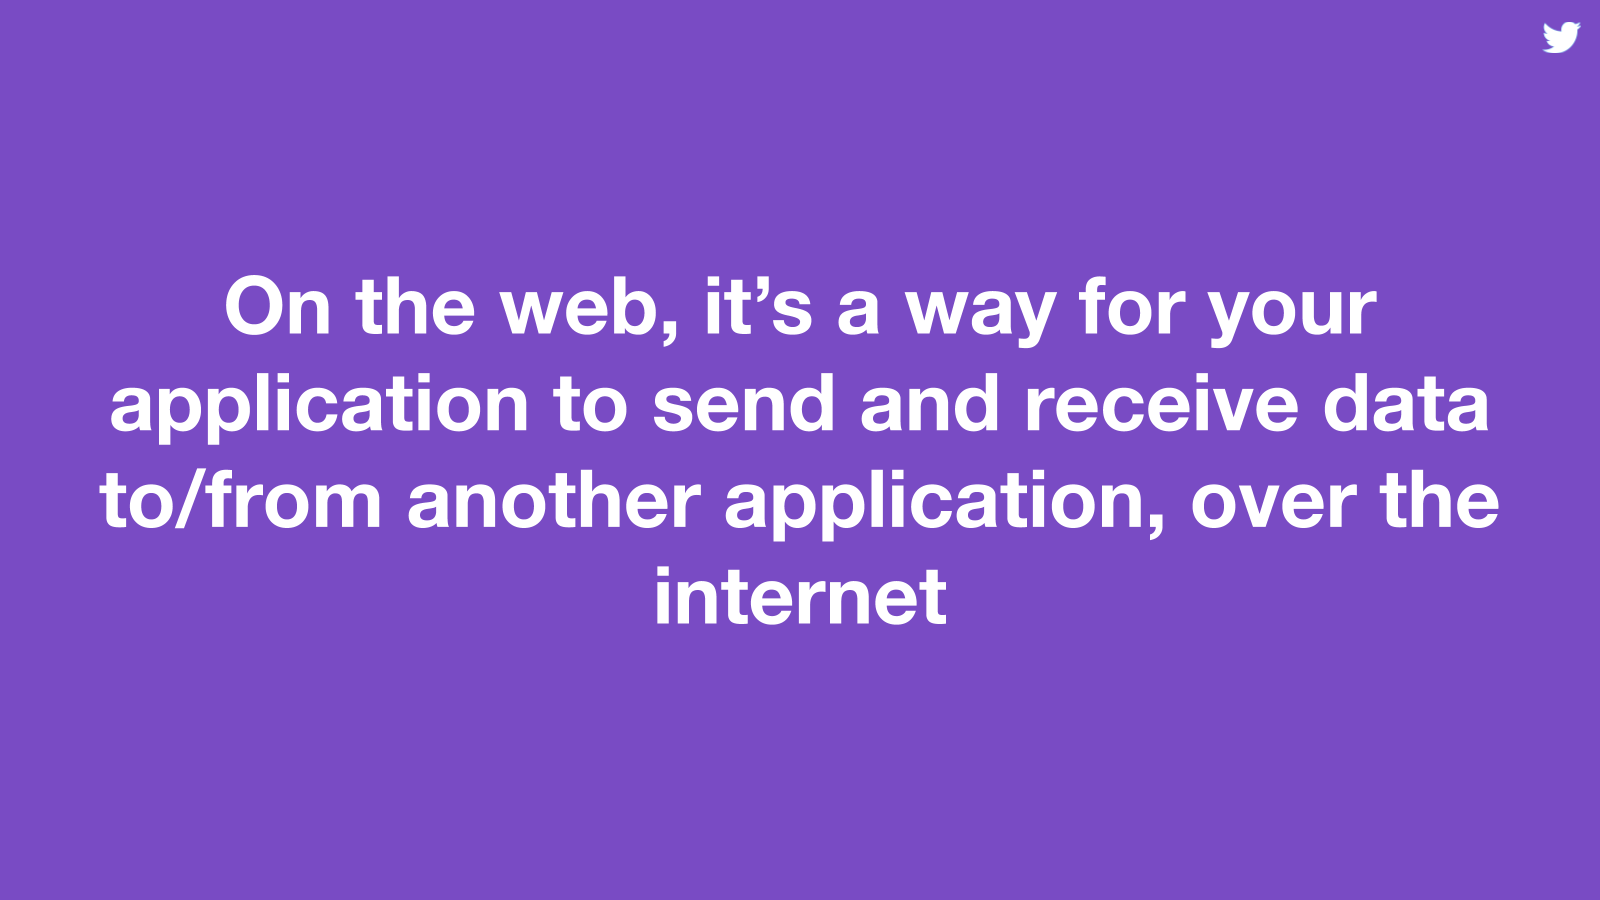 On the web, it’s a way for your
application to send and receive data
to/from another application, over the
internet